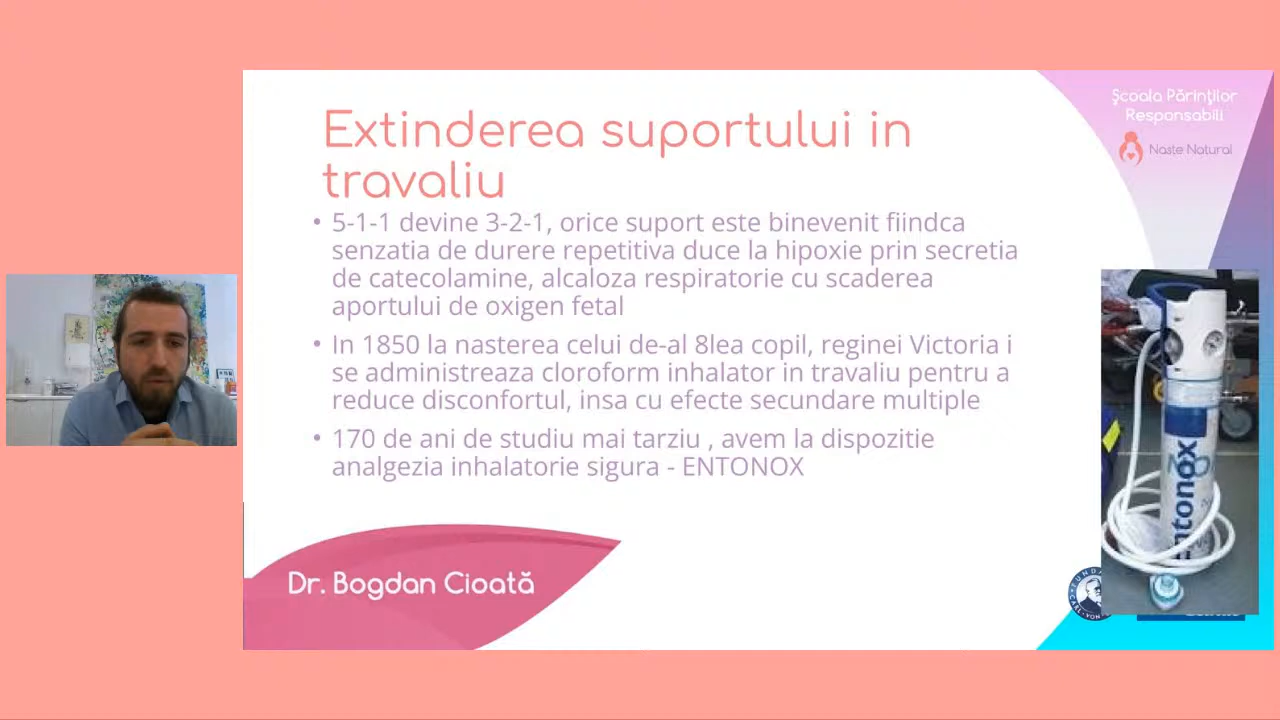 Extinderea suportului in
travaliu
• 5-1-1 devine 3-2-1, orice suport este binevenit fiindca
senzatia de durere repetitiva duce la hipoxie prin secretia
de catecolamine, alcaloza respiratorie cu scaderea
aportului de oxigen fetal
• In 1850 la nasterea celui de-al 8lea copil, reginei Victoria i
se administreaza cloroform inhalator in travaliu pentru a
reduce disconfortul, insa cu efecte secundare multiple
• 170 de ani de studiu mai tarziu , avem la dispozitie
analgezia inhalatorie sigura - ENTONOX
Dr. Bogdan Cioată
Școala Părinților
Responsabili
Naste Natural
Entonox